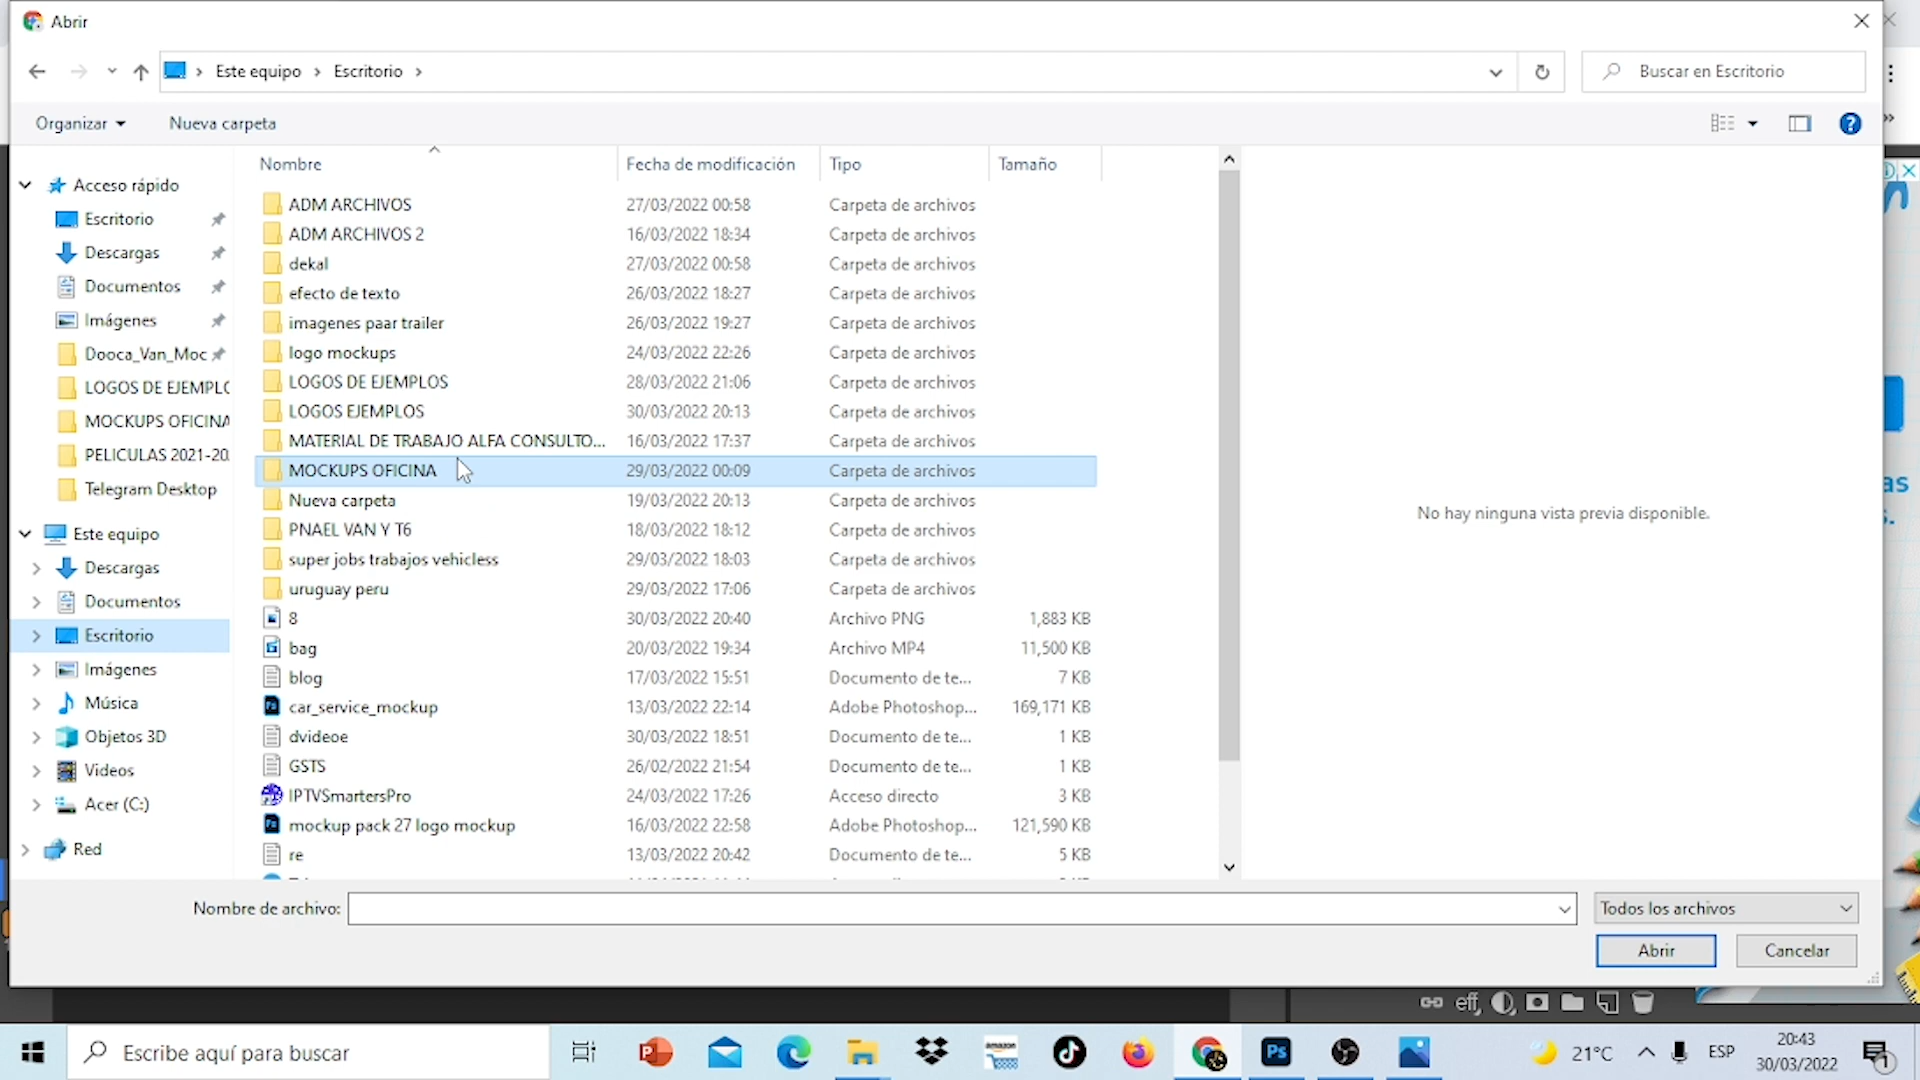 Abrir
Este equipo
Escritorio
Buscar en Escritorio
Organizar
Nueva carpeta
Nombre
Fecha de modificación
Tipo
Tamaño
Acceso rápido
Escritorio
Descargas
Documentos
Imágenes
Dooca_Van_Moc
LOGOS DE EJEMPLO
MOCKUPS OFICINA
PELICULAS 2021-20
Telegram Desktop
Este equipo
Descargas
Documentos
Escritorio
Imágenes
Música
Objetos 3D
Videos
Acer (C:)
Red
ADM ARCHIVOS 27/03/2022 00:58 Carpeta de archivos
ADM ARCHIVOS 2 16/03/2022 18:34 Carpeta de archivos
dekal 27/03/2022 00:58 Carpeta de archivos
efecto de texto 26/03/2022 18:27 Carpeta de archivos
imagenes paar trailer 26/03/2022 19:27 Carpeta de archivos
logo mockups 24/03/2022 22:26 Carpeta de archivos
LOGOS DE EJEMPLOS 28/03/2022 21:06 Carpeta de archivos
LOGOS EJEMPLOS 30/03/2022 20:13 Carpeta de archivos
MATERIAL DE TRABAJO ALFA CONSULTO... 16/03/2022 17:37 Carpeta de archivos
MOCKUPS OFICINA 29/03/2022 00:09 Carpeta de archivos
Nueva carpeta 19/03/2022 20:13 Carpeta de archivos
PNAEL VAN Y T6 18/03/2022 18:12 Carpeta de archivos
super jobs trabajos vehicless 29/03/2022 18:03 Carpeta de archivos
uruguay peru 29/03/2022 17:06 Carpeta de archivos
8 30/03/2022 20:40 Archivo PNG 1,883 KB
bag 20/03/2022 19:34 Archivo MP4 11,500 KB
blog 17/03/2022 15:51 Documento de te... 7 KB
car_service_mockup 13/03/2022 22:14 Adobe Photoshop... 169,171 KB
dvideoe 30/03/2022 18:51 Documento de te... 1 KB
GSTS 26/02/2022 21:54 Documento de te... 1 KB
IPTVSmartersPro 24/03/2022 17:26 Acceso directo 3 KB
mockup pack 27 logo mockup 16/03/2022 22:58 Adobe Photoshop... 121,590 KB
re 13/03/2022 20:42 Documento de te... 5 KB
No hay ninguna vista previa disponible.
as
s.
Nombre de archivo:
Todos los archivos
Abrir
Cancelar
Escribe aquí para buscar
amazon
Ps
21°C
ESP
20:43
30/03/2022
1